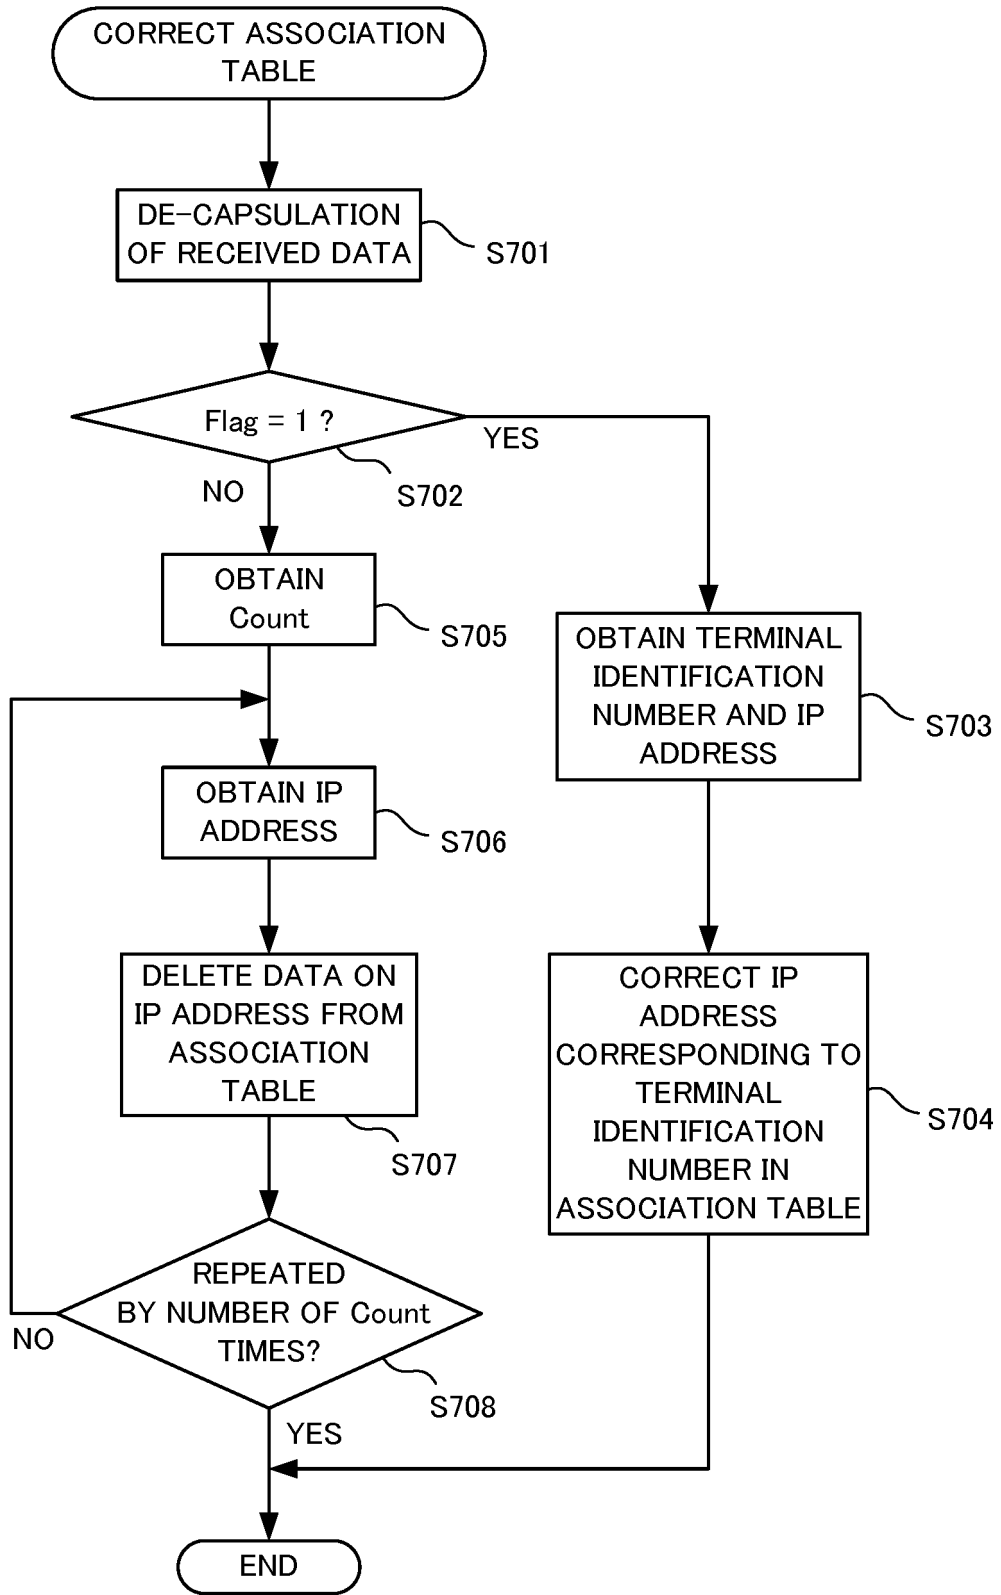 CORRECT ASSOCIATION
TABLE
DE-CAPSULATION
OF RECEIVED DATA
S701
Flag = 1 ?
YES
S702
NO
OBTAIN
Count
S705
OBTAIN TERMINAL
IDENTIFICATION
NUMBER AND IP
ADDRESS
S703
OBTAIN IP
ADDRESS
S706
DELETE DATA ON
IP ADDRESS FROM
ASSOCIATION
TABLE
S707
CORRECT IP
ADDRESS
CORRESPONDING TO
TERMINAL
IDENTIFICATION
NUMBER IN
ASSOCIATION TABLE
S704
REPEATED
BY NUMBER OF Count
TIMES?
NO
S708
YES
END